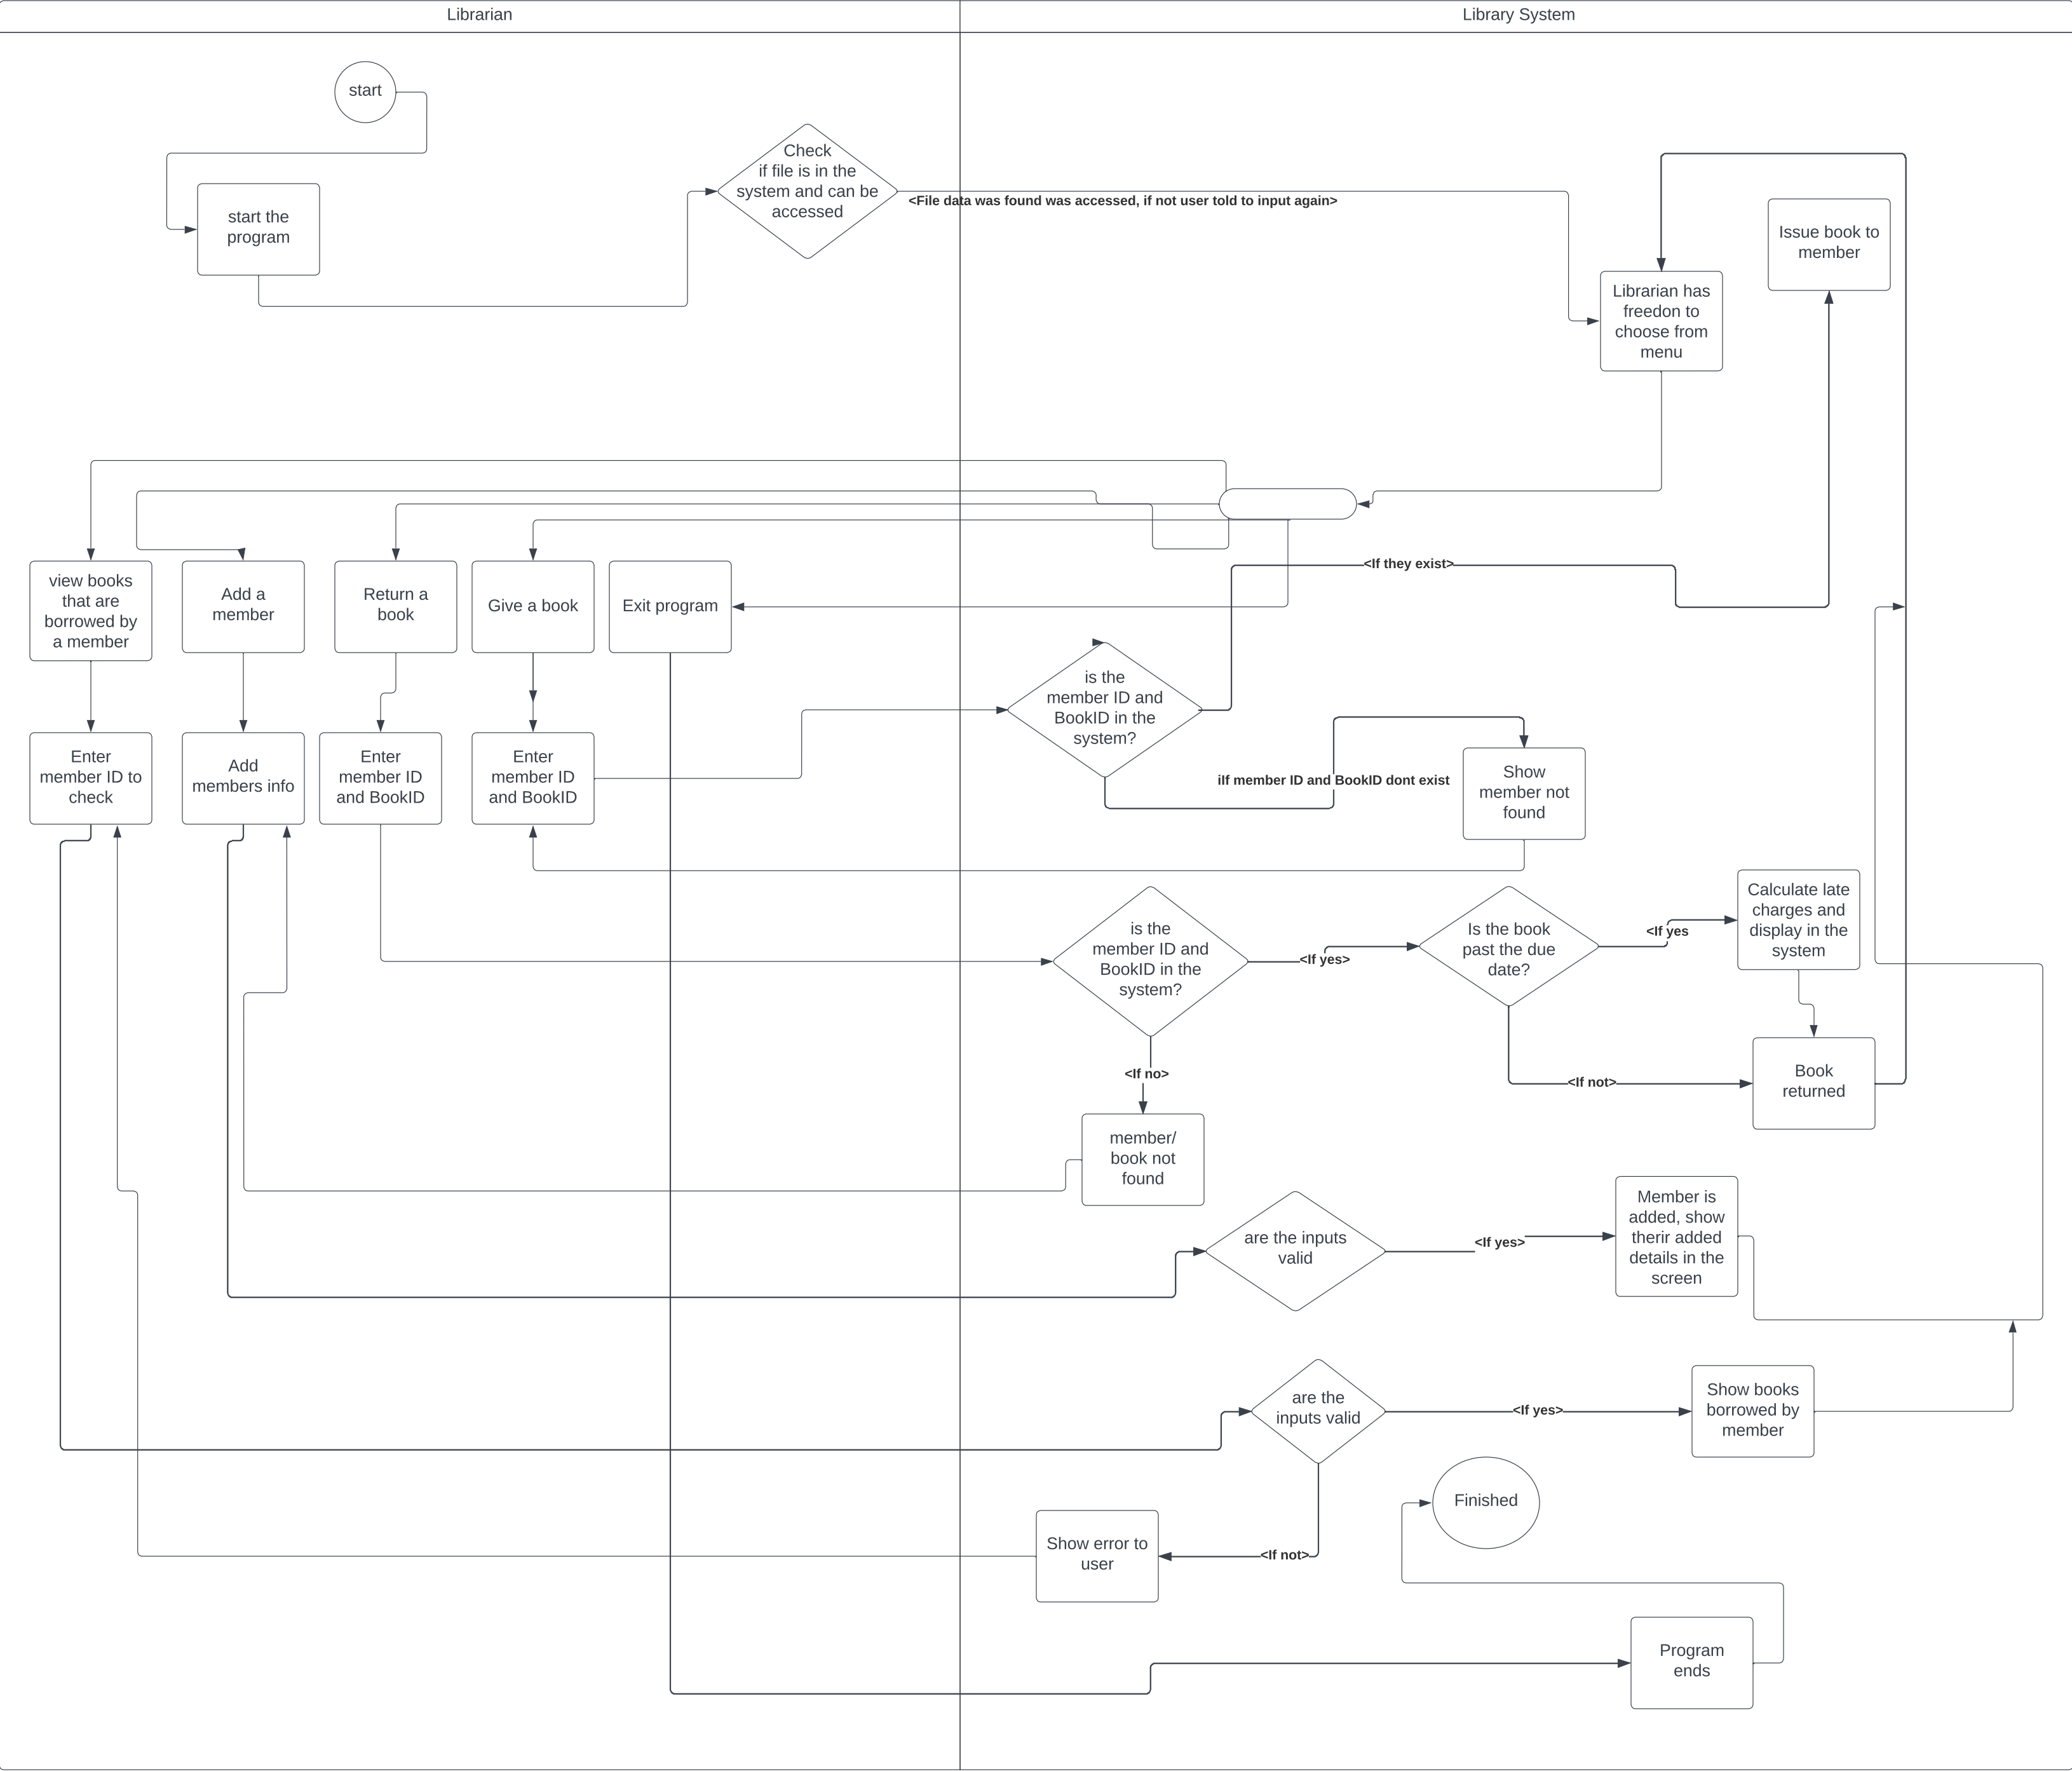 Librarian
Library System
start
Check
if file is in the
system and can be
accessed
<File data was found was accessed, if not user told to input again>
start the
program
Issue book to
member
Librarian has
freedon to
choose from
menu
view books
that are
borrowed by
a member
Add a
member
Return a
book
Give a book
Exit program
<If they exist>
is the
member ID and
BookID in the
system?
Enter
member ID to
check
Add
members info
Enter
member ID
and BookID
Enter
member ID
and BookID
iIf member ID and BookID dont exist
Show
member not
found
is the
member ID and
BookID in the
system?
<If yes>
Is the book
past the due
date?
<If yes
Calculate late
charges and
display in the
system
<If no>
<If not>
Book
returned
member/
book not
found
are the inputs
valid
<If yes>
Member is
added, show
therir added
details in the
screen
are the
inputs valid
<If yes>
Show books
borrowed by
member
Finished
Show error to
user
<If not>
Program
ends